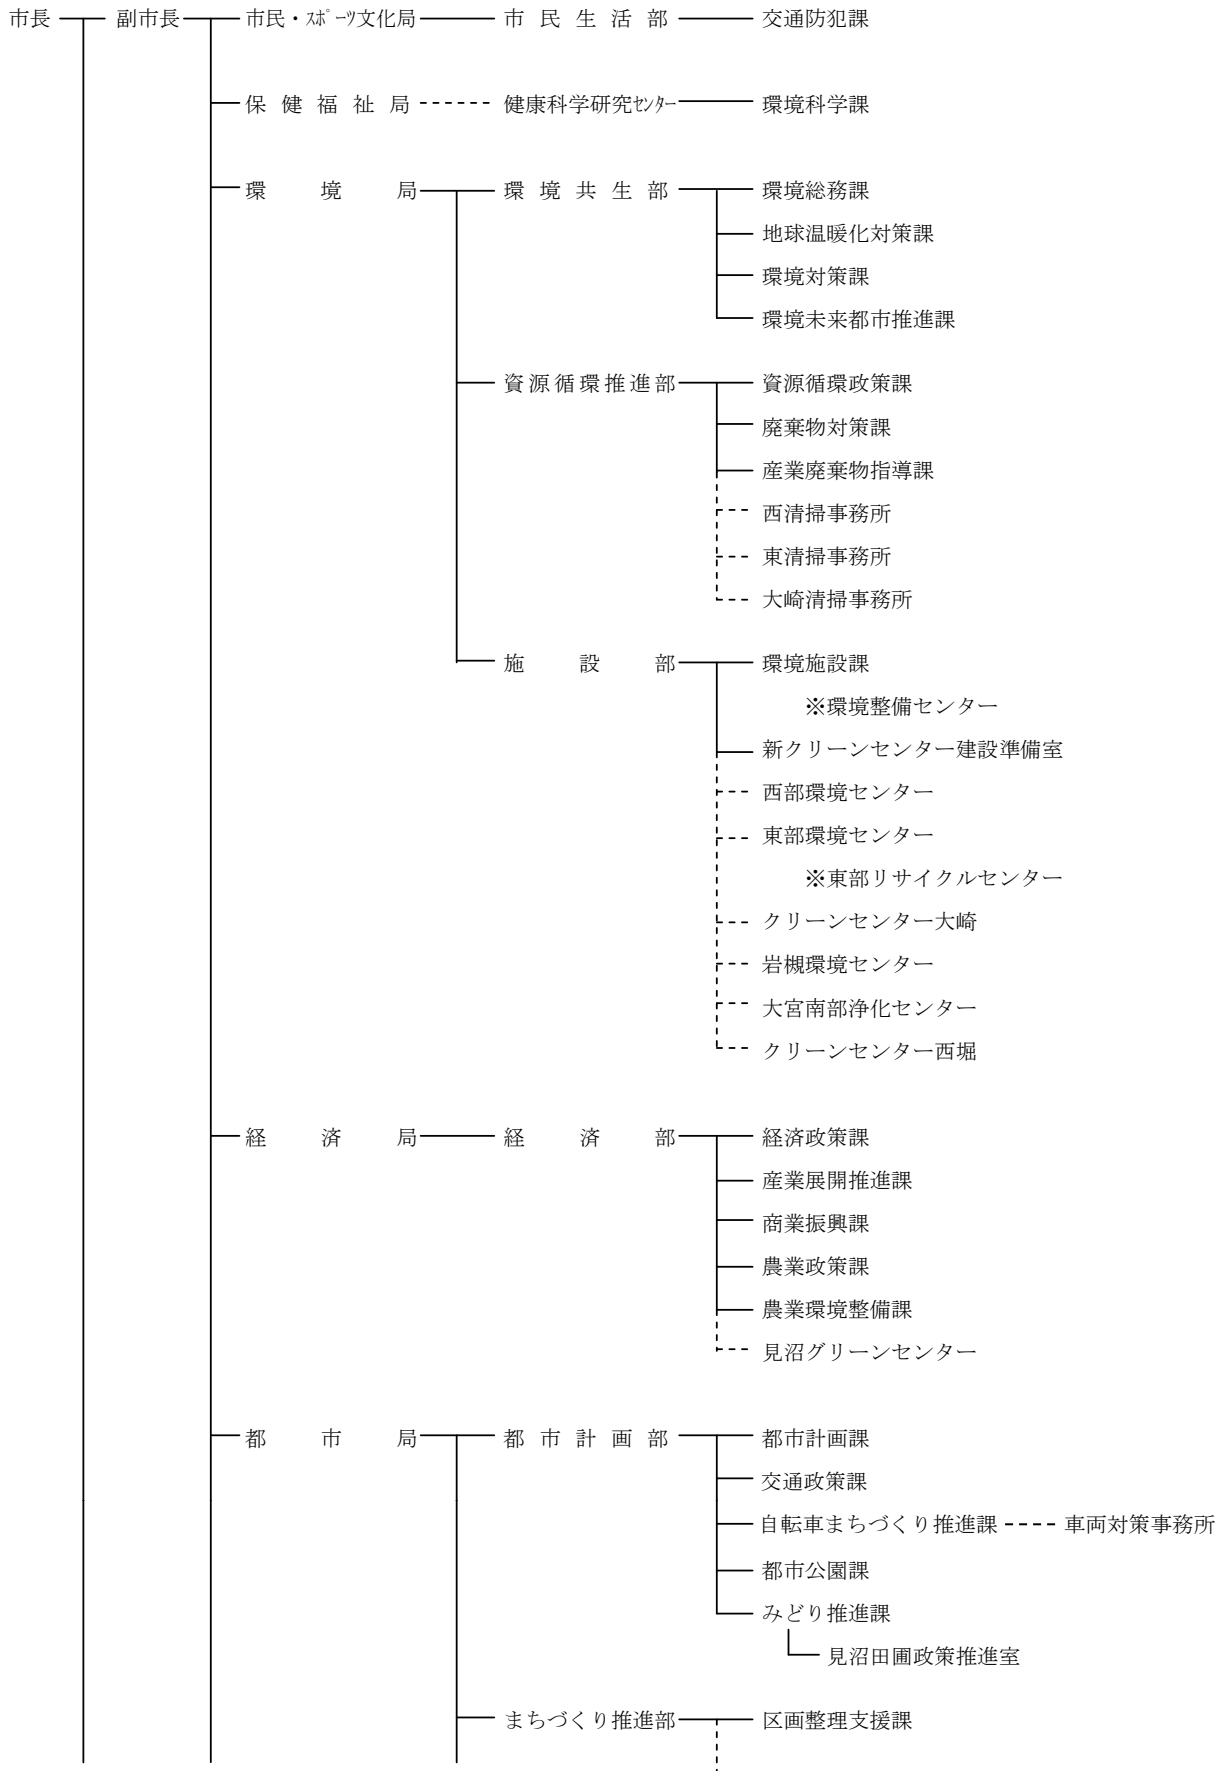 市長 副市長 市民・ｽﾎﾟｰﾂ文化局 市民生活部 交通防犯課
保健福祉局 健康科学研究ｾﾝﾀｰ 環境科学課
環境局 環境共生部 環境総務課
地球温暖化対策課
環境対策課
環境未来都市推進課
資源循環推進部 資源循環政策課
廃棄物対策課
産業廃棄物指導課
西清掃事務所
東清掃事務所
大崎清掃事務所
施設部 環境施設課
※環境整備センター
新クリーンセンター建設準備室
西部環境センター
東部環境センター
※東部リサイクルセンター
クリーンセンター大崎
岩槻環境センター
大宮南部浄化センター
クリーンセンター西堀
経済局 経済部 経済政策課
産業展開推進課
商業振興課
農業政策課
農業環境整備課
見沼グリーンセンター
都市局 都市計画部 都市計画課
交通政策課
自転車まちづくり推進課 車両対策事務所
都市公園課
みどり推進課
見沼田圃政策推進室
まちづくり推進部 区画整理支援課